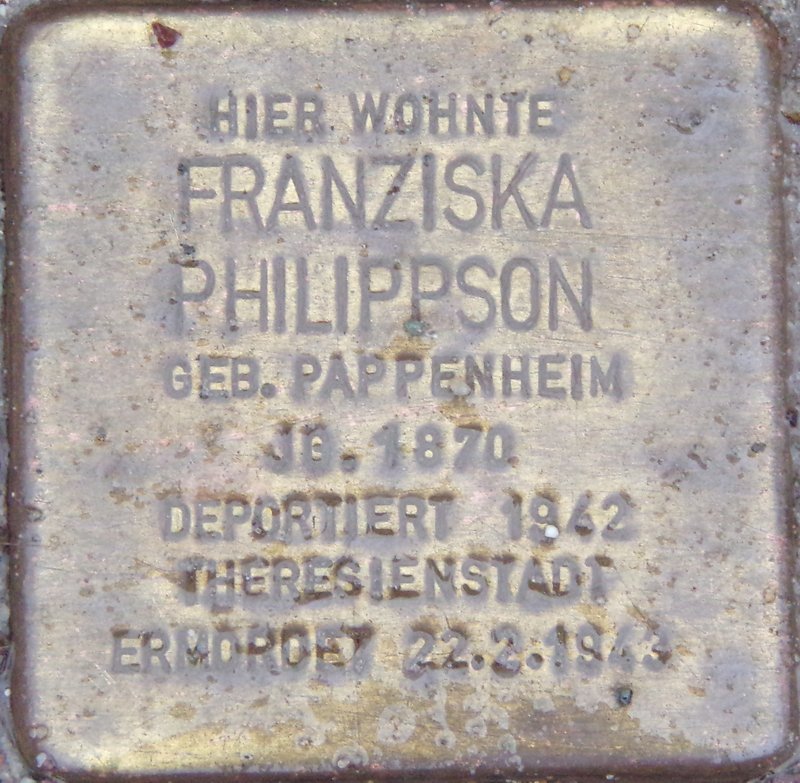 HIER WOHNTE
FRANZISKA
PHILIPPSON
GEB. PAPPENHEIM
JG. 1870
DEPORTIERT 1942
THERESIENSTADT
ERMORDET 22.2.1943